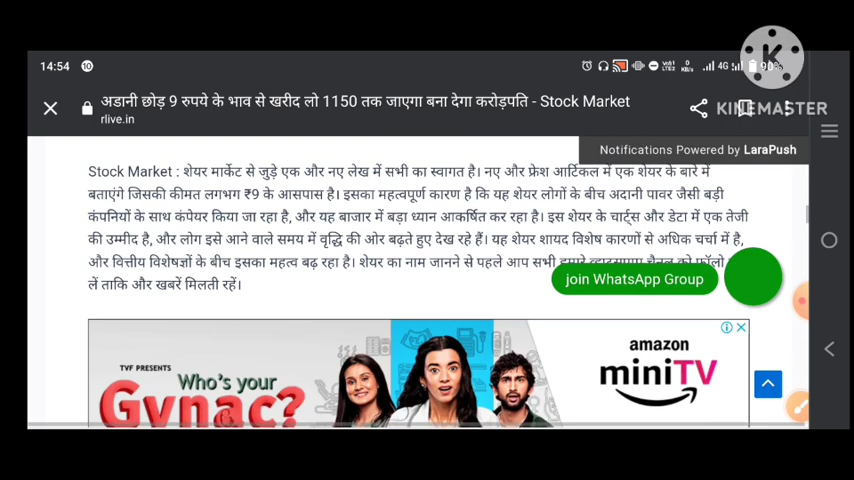 14:54 10 4G 90%
KINEMASTER
अडानी छोड़ 9 रुपये के भाव से खरीद लो 1150 तक जाएगा बना देगा करोड़पति - Stock Market
rlive.in
Notifications Powered by LaraPush
Stock Market : शेयर मार्केट से जुड़े एक और नए लेख में सभी का स्वागत है। नए और फ्रेश आर्टिकल में एक शेयर के बारे में
बताएंगे जिसकी कीमत लगभग ₹9 के आसपास है। इसका महत्वपूर्ण कारण है कि यह शेयर लोगों के बीच अदानी पावर जैसी बड़ी
कंपनियों के साथ कंपेयर किया जा रहा है, और यह बाजार में बड़ा ध्यान आकर्षित कर रहा है। इस शेयर के चार्ट्स और डेटा में एक तेजी
की उम्मीद है, और लोग इसे आने वाले समय में वृद्धि की ओर बढ़ते हुए देख रहे हैं। यह शेयर शायद विशेष कारणों से अधिक चर्चा में है,
और वित्तीय विशेषज्ञों के बीच इसका महत्व बढ़ रहा है। शेयर का नाम जानने से पहले आप सभी
join WhatsApp Group
लें ताकि और खबरें मिलती रहें।
TVF PRESENTS
Who's your
Gynac?
amazon
miniTV